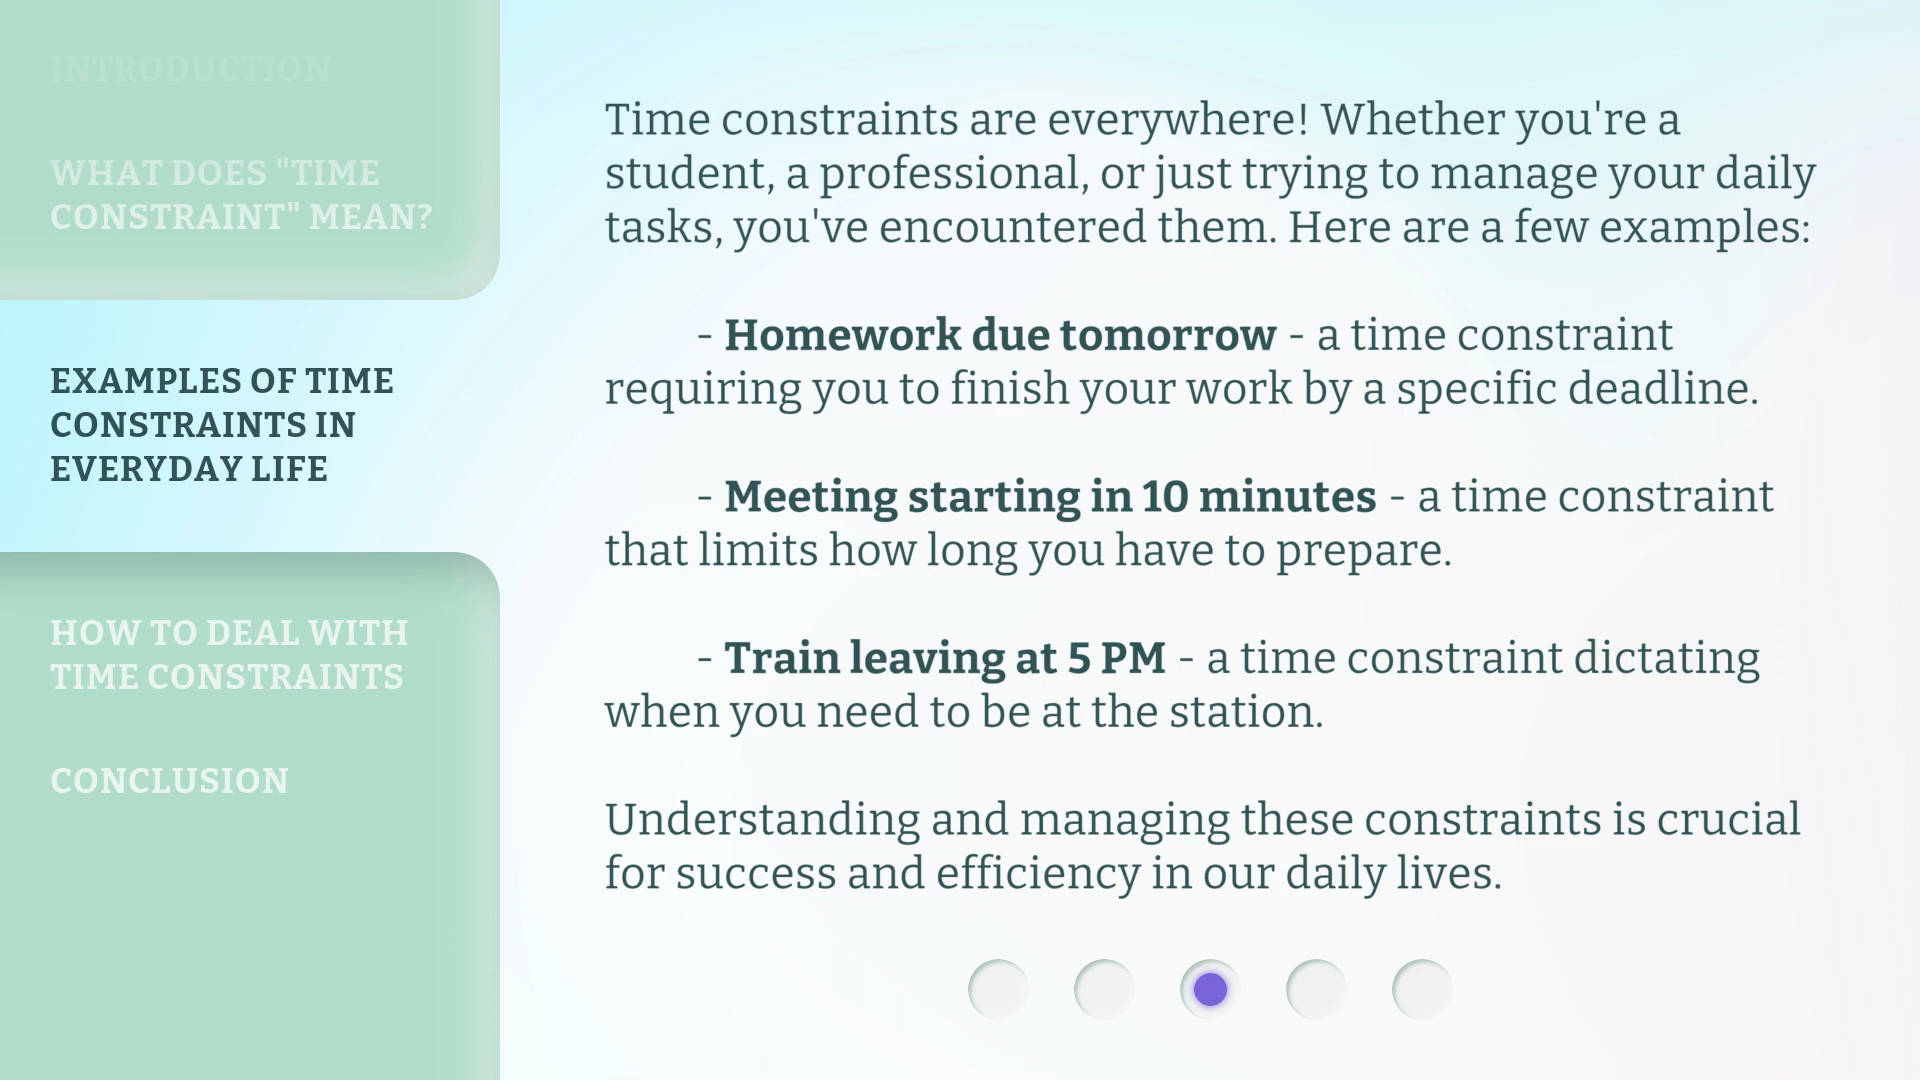 INTRODUCTION
WHAT DOES "TIME
CONSTRAINT" MEAN?
EXAMPLES OF TIME
CONSTRAINTS IN
EVERYDAY LIFE
HOW TO DEAL WITH
TIME CONSTRAINTS
CONCLUSION
Time constraints are everywhere! Whether you're a
student, a professional, or just trying to manage your daily
tasks, you've encountered them. Here are a few examples:
- Homework due tomorrow - a time constraint
requiring you to finish your work by a specific deadline.
- Meeting starting in 10 minutes - a time constraint
that limits how long you have to prepare.
- Train leaving at 5 PM - a time constraint dictating
when you need to be at the station.
Understanding and managing these constraints is crucial
for success and efficiency in our daily lives.